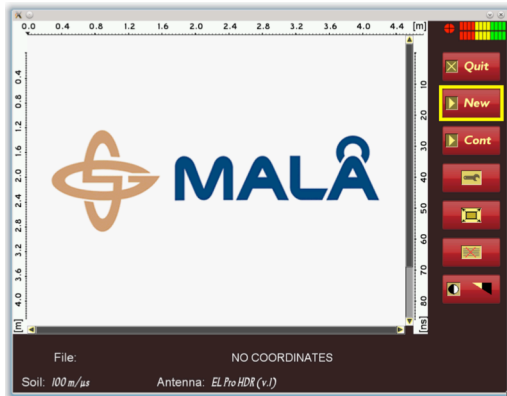 0.0 0.4 0.8 1.2 1.6 2.0 2.4 2.8 3.2 3.6 4.0 4.4 [m]
Quit
New
Cont
MALÅ
0.4
0.8
1.2
1.6
2.0
2.4
2.8
3.2
3.6
4.0
[m]
10
20
30
40
50
60
70
80
[ns]
File: NO COORDINATES
Soil: 100 m/µs Antenna: EL Pro HDR (v.1)